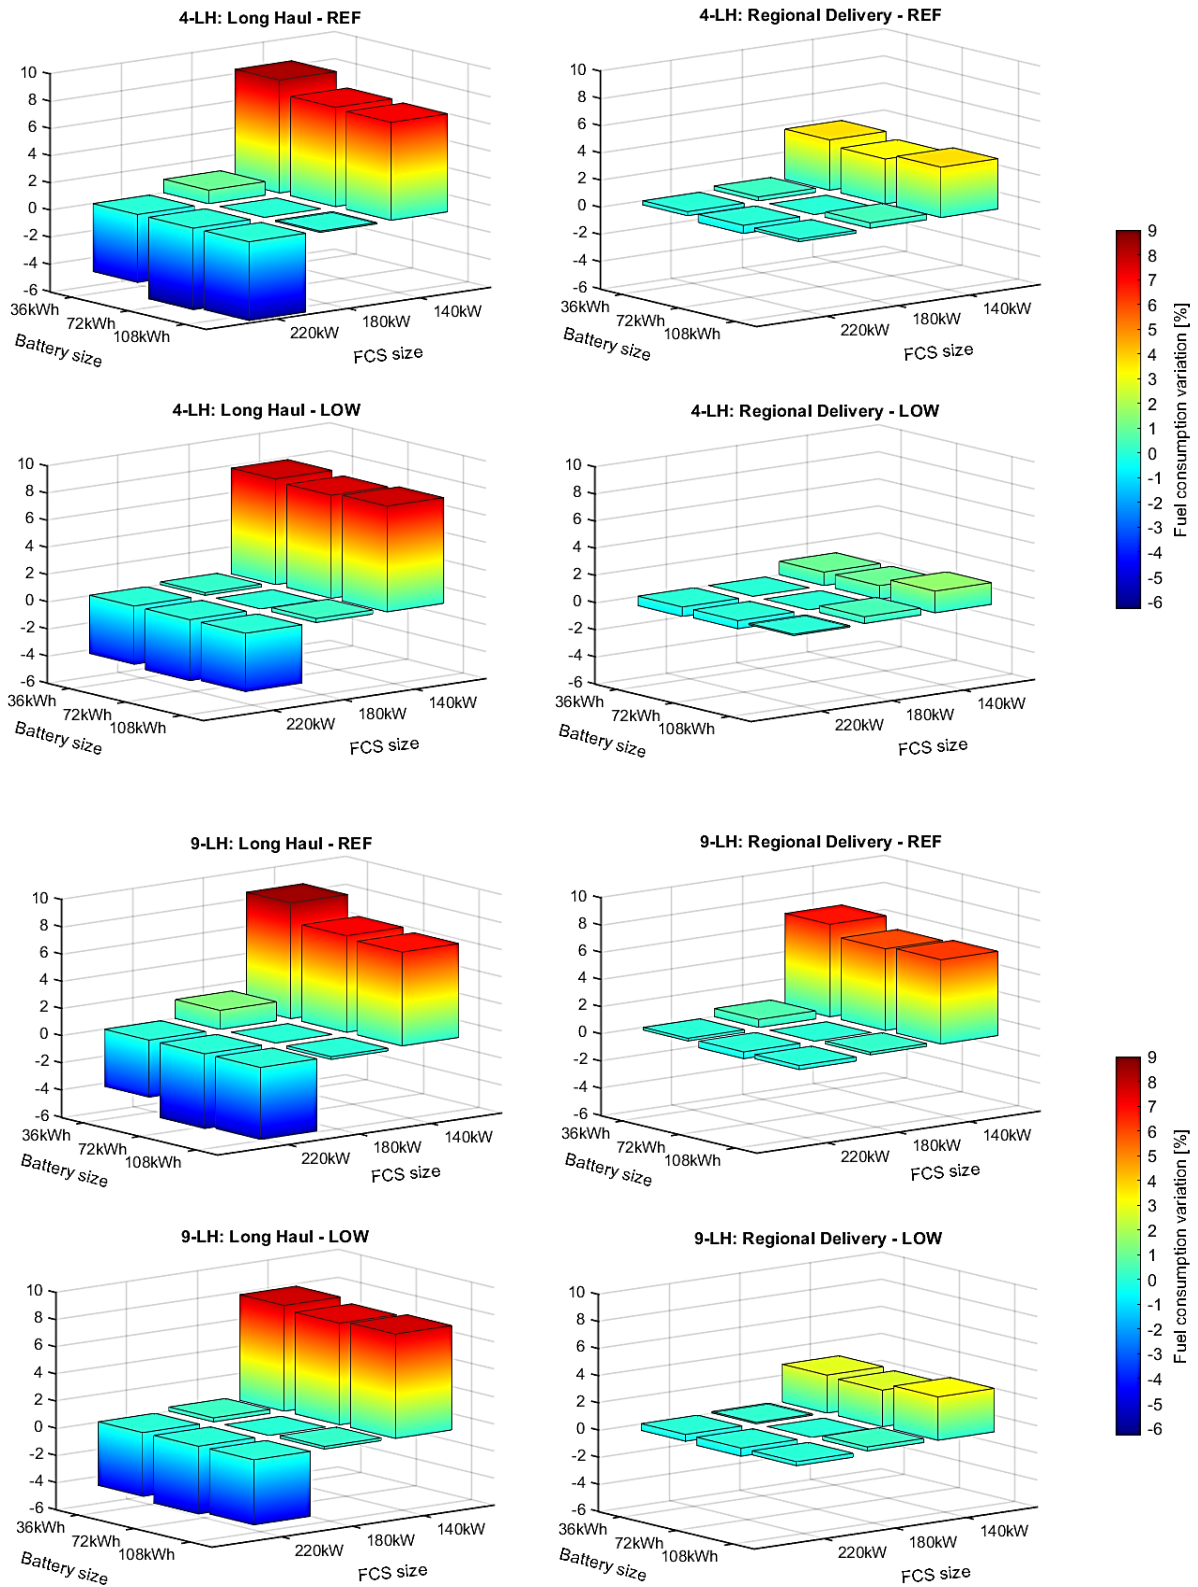 4-LH: Long Haul - REF
10
8
6
4
2
0
-2
-4
-6
36kWh
72kWh
108kWh
Battery size
220kW
180kW
140kW
FCS size
4-LH: Regional Delivery - REF
10
8
6
4
2
0
-2
-4
-6
36kWh
72kWh
108kWh
Battery size
220kW
180kW
140kW
FCS size
4-LH: Long Haul - LOW
10
8
6
4
2
0
-2
-4
-6
36kWh
72kWh
108kWh
Battery size
220kW
180kW
140kW
FCS size
4-LH: Regional Delivery - LOW
10
8
6
4
2
0
-2
-4
-6
36kWh
72kWh
108kWh
Battery size
220kW
180kW
140kW
FCS size
9
8
7
6
5
4
3
2
1
0
-1
-2
-3
-4
-5
-6
Fuel consumption variation [%]
9-LH: Long Haul - REF
10
8
6
4
2
0
-2
-4
-6
36kWh
72kWh
108kWh
Battery size
220kW
180kW
140kW
FCS size
9-LH: Regional Delivery - REF
10
8
6
4
2
0
-2
-4
-6
36kWh
72kWh
108kWh
Battery size
220kW
180kW
140kW
FCS size
9-LH: Long Haul - LOW
10
8
6
4
2
0
-2
-4
-6
36kWh
72kWh
108kWh
Battery size
220kW
180kW
140kW
FCS size
9-LH: Regional Delivery - LOW
10
8
6
4
2
0
-2
-4
-6
36kWh
72kWh
108kWh
Battery size
220kW
180kW
140kW
FCS size
9
8
7
6
5
4
3
2
1
0
-1
-2
-3
-4
-5
-6
Fuel consumption variation [%]